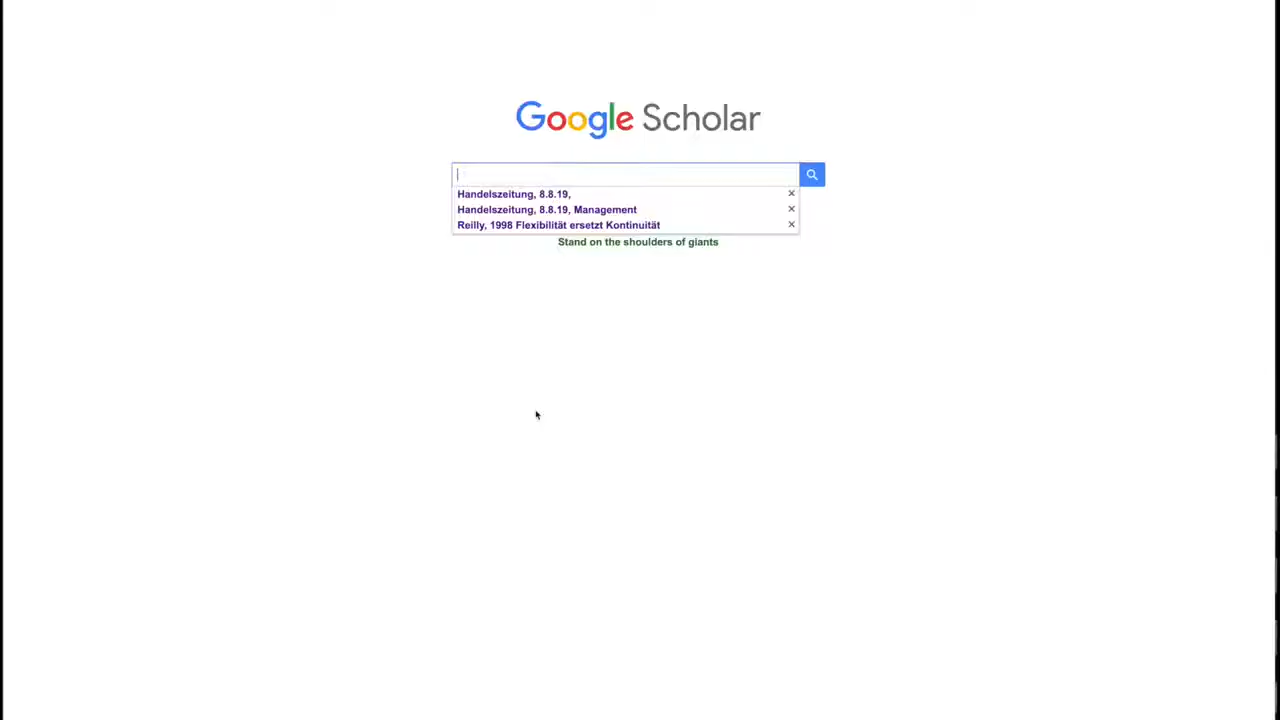 Google Scholar
Handelszeitung, 8.8.19,
Handelszeitung, 8.8.19, Management
Reilly, 1998 Flexibilität ersetzt Kontinuität
Stand on the shoulders of giants